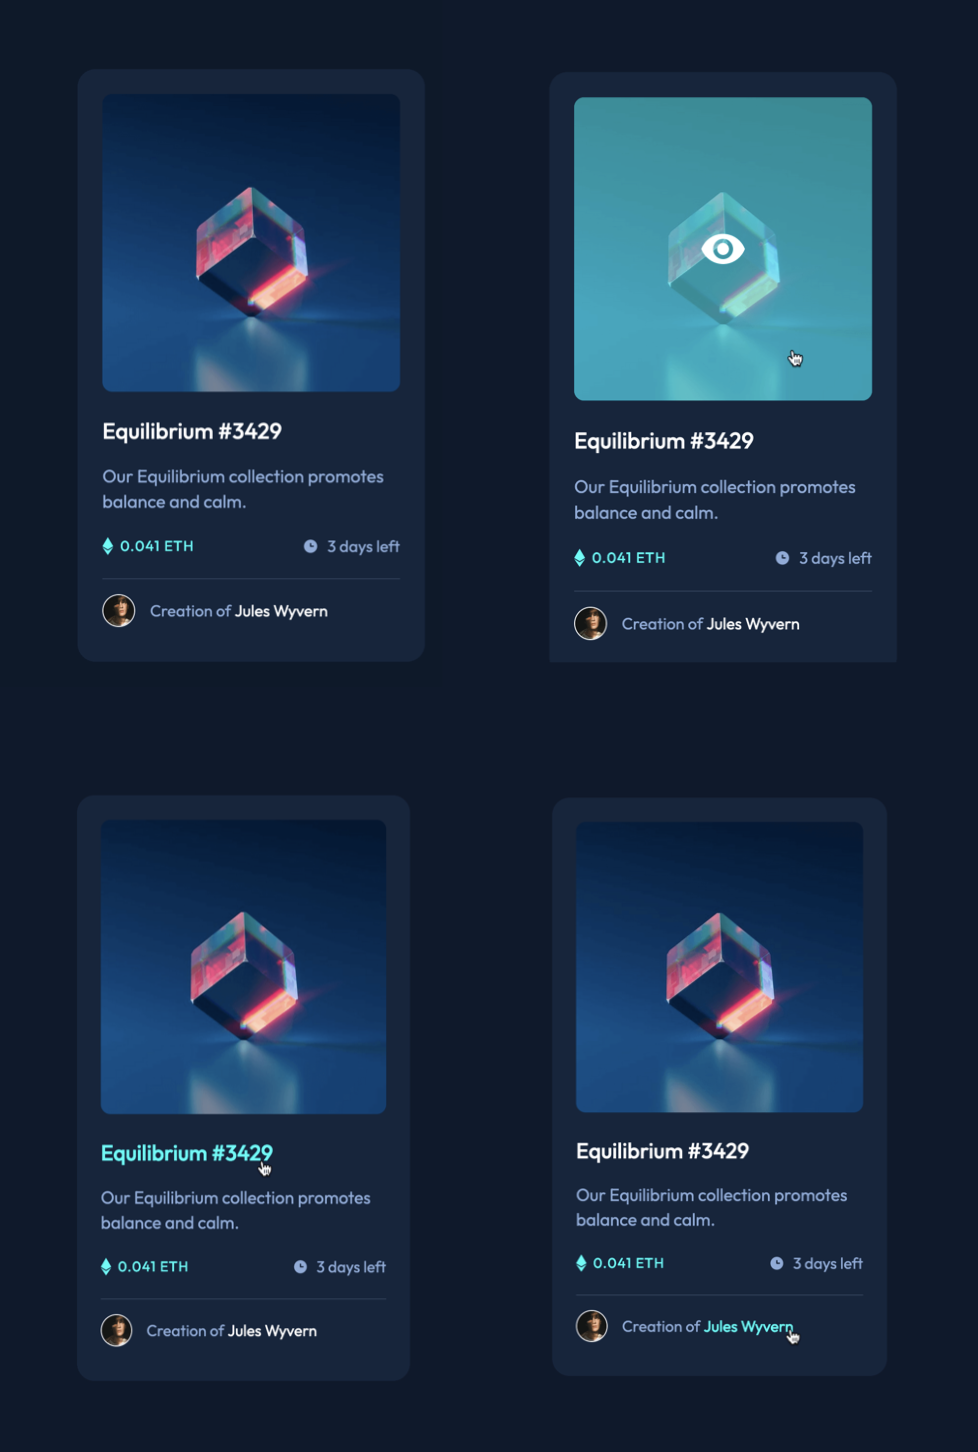 Equilibrium #3429
Our Equilibrium collection promotes
balance and calm.
0.041 ETH
3 days left
Creation of Jules Wyvern
Equilibrium #3429
Our Equilibrium collection promotes
balance and calm.
0.041 ETH
3 days left
Creation of Jules Wyvern
Equilibrium #3429
Our Equilibrium collection promotes
balance and calm.
0.041 ETH
3 days left
Creation of Jules Wyvern
Equilibrium #3429
Our Equilibrium collection promotes
balance and calm.
0.041 ETH
3 days left
Creation of Jules Wyvern